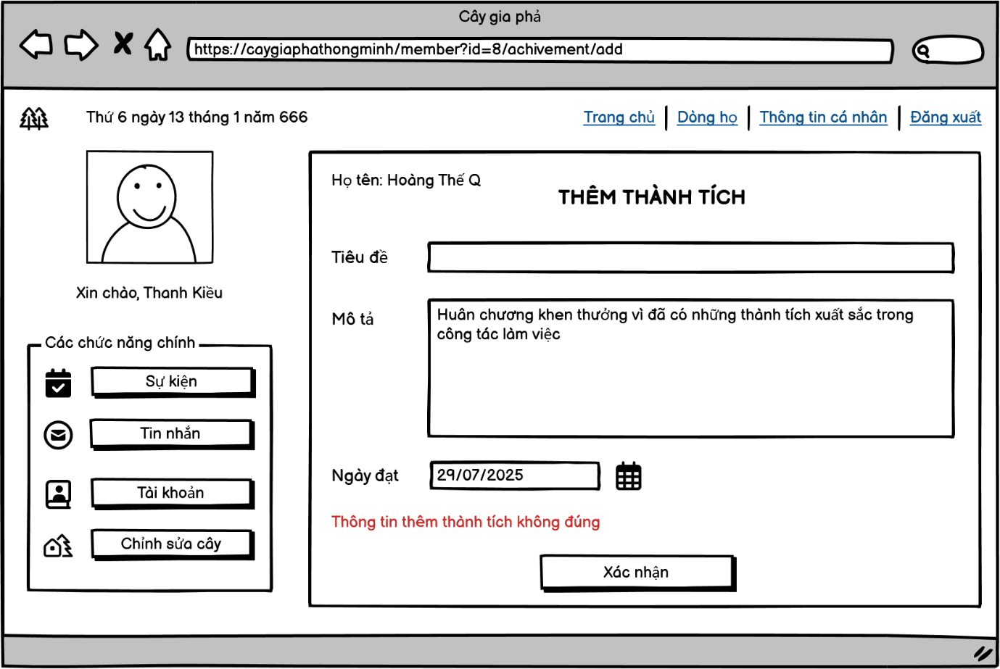 Cây gia phả
https://caygiaphathongminh/member?id=8/achivement/add
Thứ 6 ngày 13 tháng 1 năm 666
Trang chủ
Dòng họ
Thông tin cá nhân
Đăng xuất
Xin chào, Thanh Kiều
Các chức năng chính
Sự kiện
Tin nhắn
Tài khoản
Chỉnh sửa cây
Họ tên: Hoàng Thế Q
THÊM THÀNH TÍCH
Tiêu đề
Mô tả
Huân chương khen thưởng vì đã có những thành tích xuất sắc trong
công tác làm việc
Ngày đạt
29/07/2025
Thông tin thêm thành tích không đúng
Xác nhận